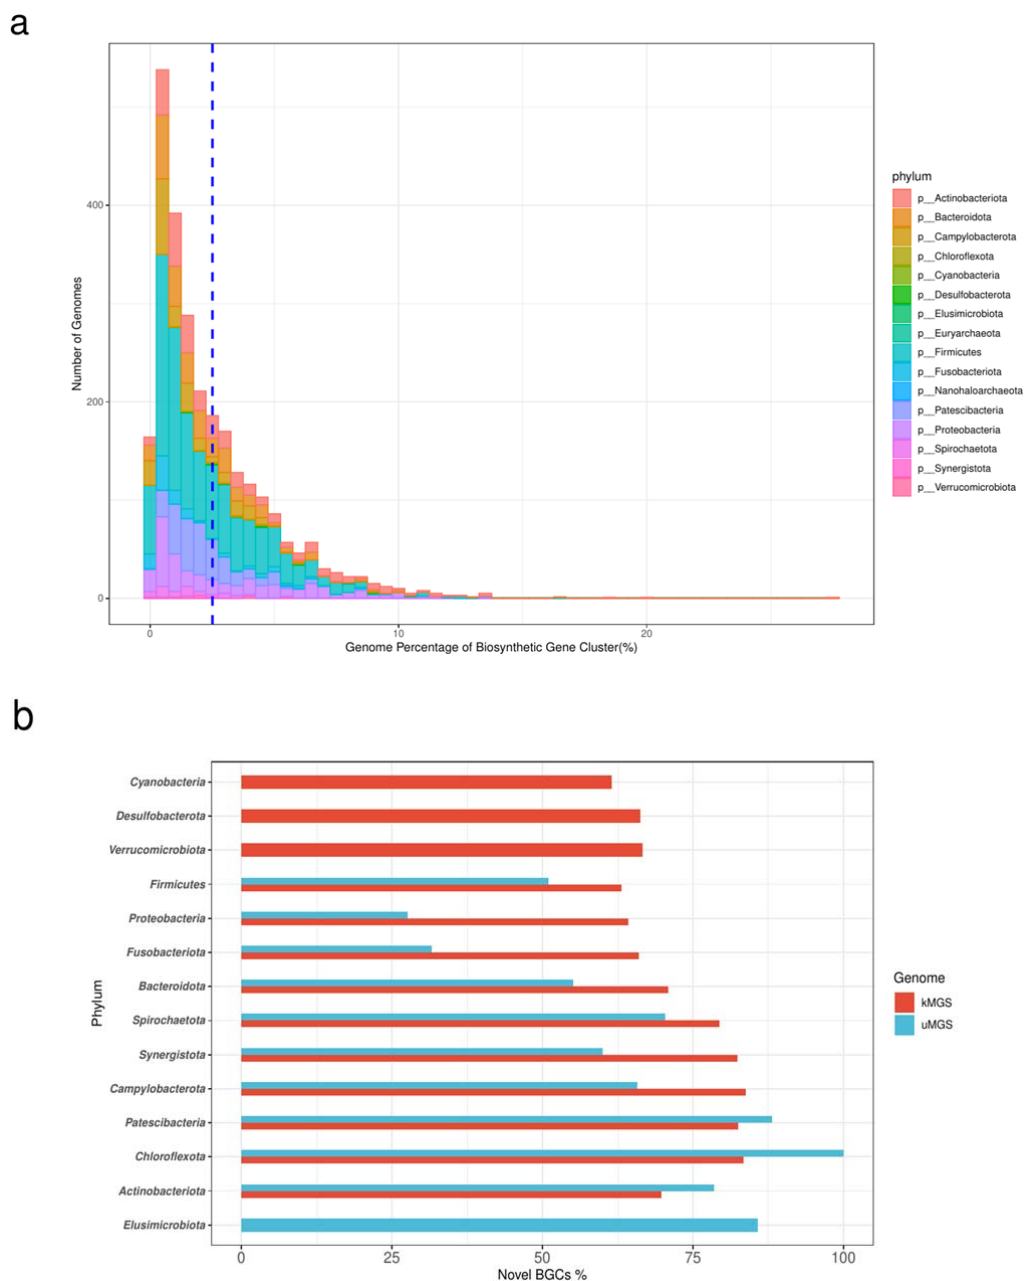 a
Number of Genomes
400
200
0
0
10
20
Genome Percentage of Biosynthetic Gene Cluster(%)
phylum
p__Actinobacteriota
p__Bacteroidota
p__Campylobacterota
p__Chloroflexota
p__Cyanobacteria
p__Desulfobacterota
p__Elusimicrobiota
p__Euryarchaeota
p__Firmicutes
p__Fusobacteriota
p__Nanohaloarchaeota
p__Patescibacteria
p__Proteobacteria
p__Spirochaetota
p__Synergistota
p__Verrucomicrobiota
b
Phylum
Cyanobacteria
Desulfobacterota
Verrucomicrobiota
Firmicutes
Proteobacteria
Fusobacteriota
Bacteroidota
Spirochaetota
Synergistota
Campylobacterota
Patescibacteria
Chloroflexota
Actinobacteriota
Elusimicrobiota
0
25
50
75
100
Novel BGCs %
Genome
kMGS
uMGS